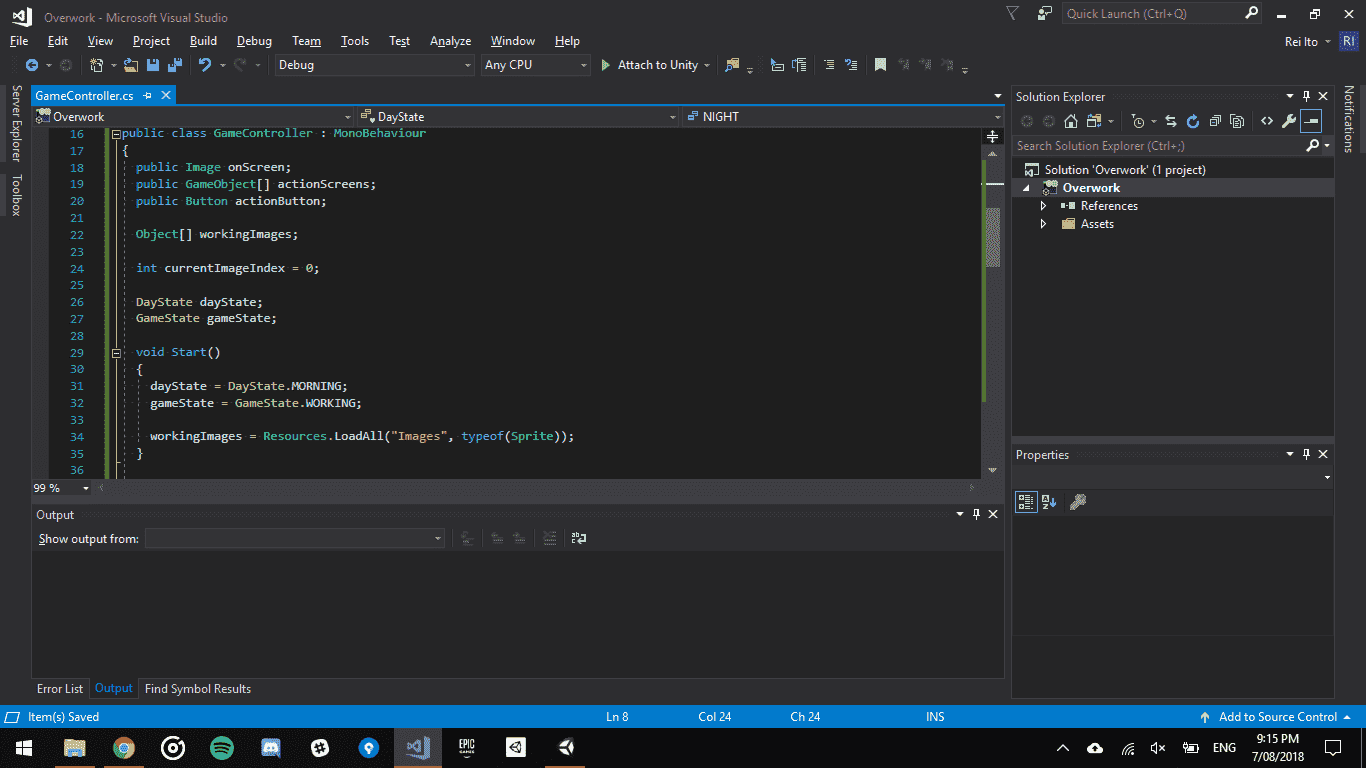 Overwork - Microsoft Visual Studio
Quick Launch (Ctrl+Q)
File Edit View Project Build Debug Team Tools Test Analyze Window Help
Rei Ito
RI
Debug
Any CPU
Attach to Unity
Server Explorer
Toolbox
GameController.cs
Overwork
DayState
NIGHT
16 public class GameController : MonoBehaviour
17 {
18 public Image onScreen;
19 public GameObject[] actionScreens;
20 public Button actionButton;
21
22 Object[] workingImages;
23
24 int currentImageIndex = 0;
25
26 DayState dayState;
27 GameState gameState;
28
29 void Start()
30 {
31 dayState = DayState.MORNING;
32 gameState = GameState.WORKING;
33
34 workingImages = Resources.LoadAll("Images", typeof(Sprite));
35 }
36
99 %
Output
Show output from:
Error List Output Find Symbol Results
Solution Explorer
Search Solution Explorer (Ctrl+;)
Solution 'Overwork' (1 project)
Overwork
References
Assets
Properties
Notifications
Item(s) Saved
Ln 8
Col 24
Ch 24
INS
Add to Source Control
EPIC
GAMES
ENG
9:15 PM
7/08/2018